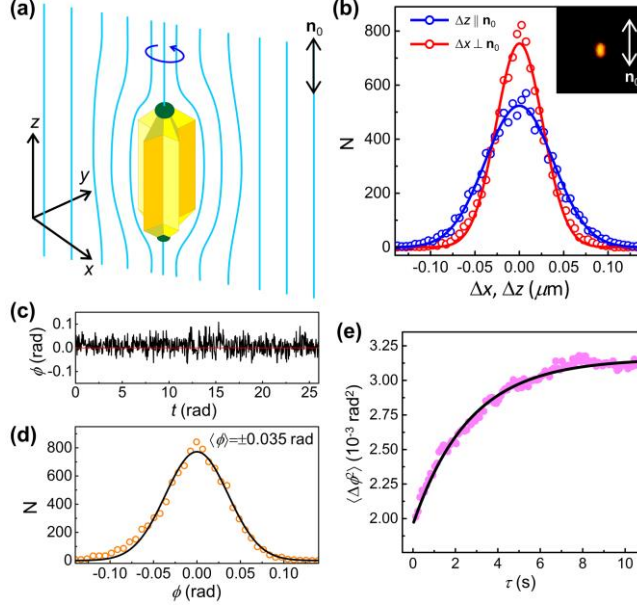 (a)
n₀
z
y
x
(b)
Δz ∥ n₀
Δx ⊥ n₀
n₀
800
600
400
200
0
N
-0.10 -0.05 0.00 0.05 0.10
Δx, Δz (μm)
(c)
0.1
0.0
-0.1
ϕ (rad)
0 5 10 15 20 25
t (rad)
(d)
⟨ϕ⟩=±0.035 rad
800
600
400
200
0
N
-0.10 -0.05 0.00 0.05 0.10
ϕ (rad)
(e)
3.25
3.00
2.75
2.50
2.25
2.00
⟨Δϕ²⟩ (10⁻³ rad²)
0 2 4 6 8 10
τ (s)